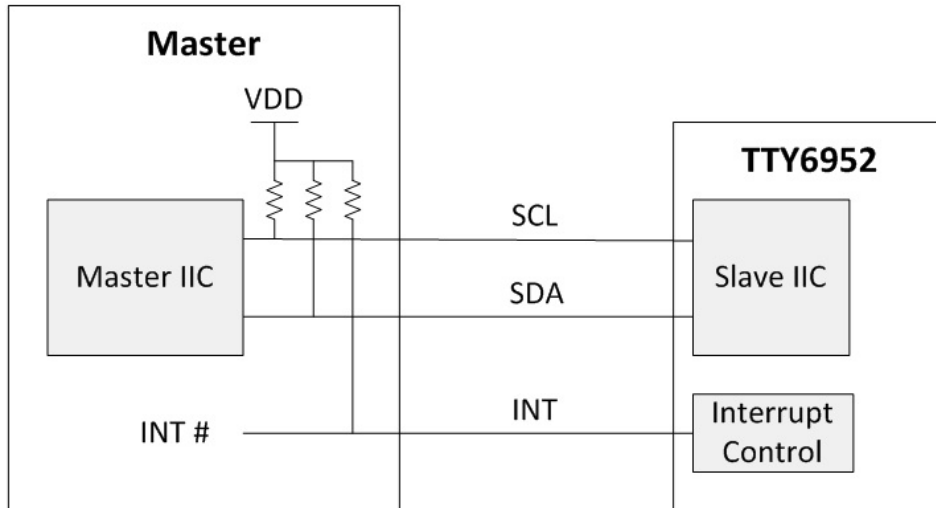 Master
VDD
TTY6952
SCL
Master IIC
Slave IIC
SDA
INT #
INT
Interrupt
Control